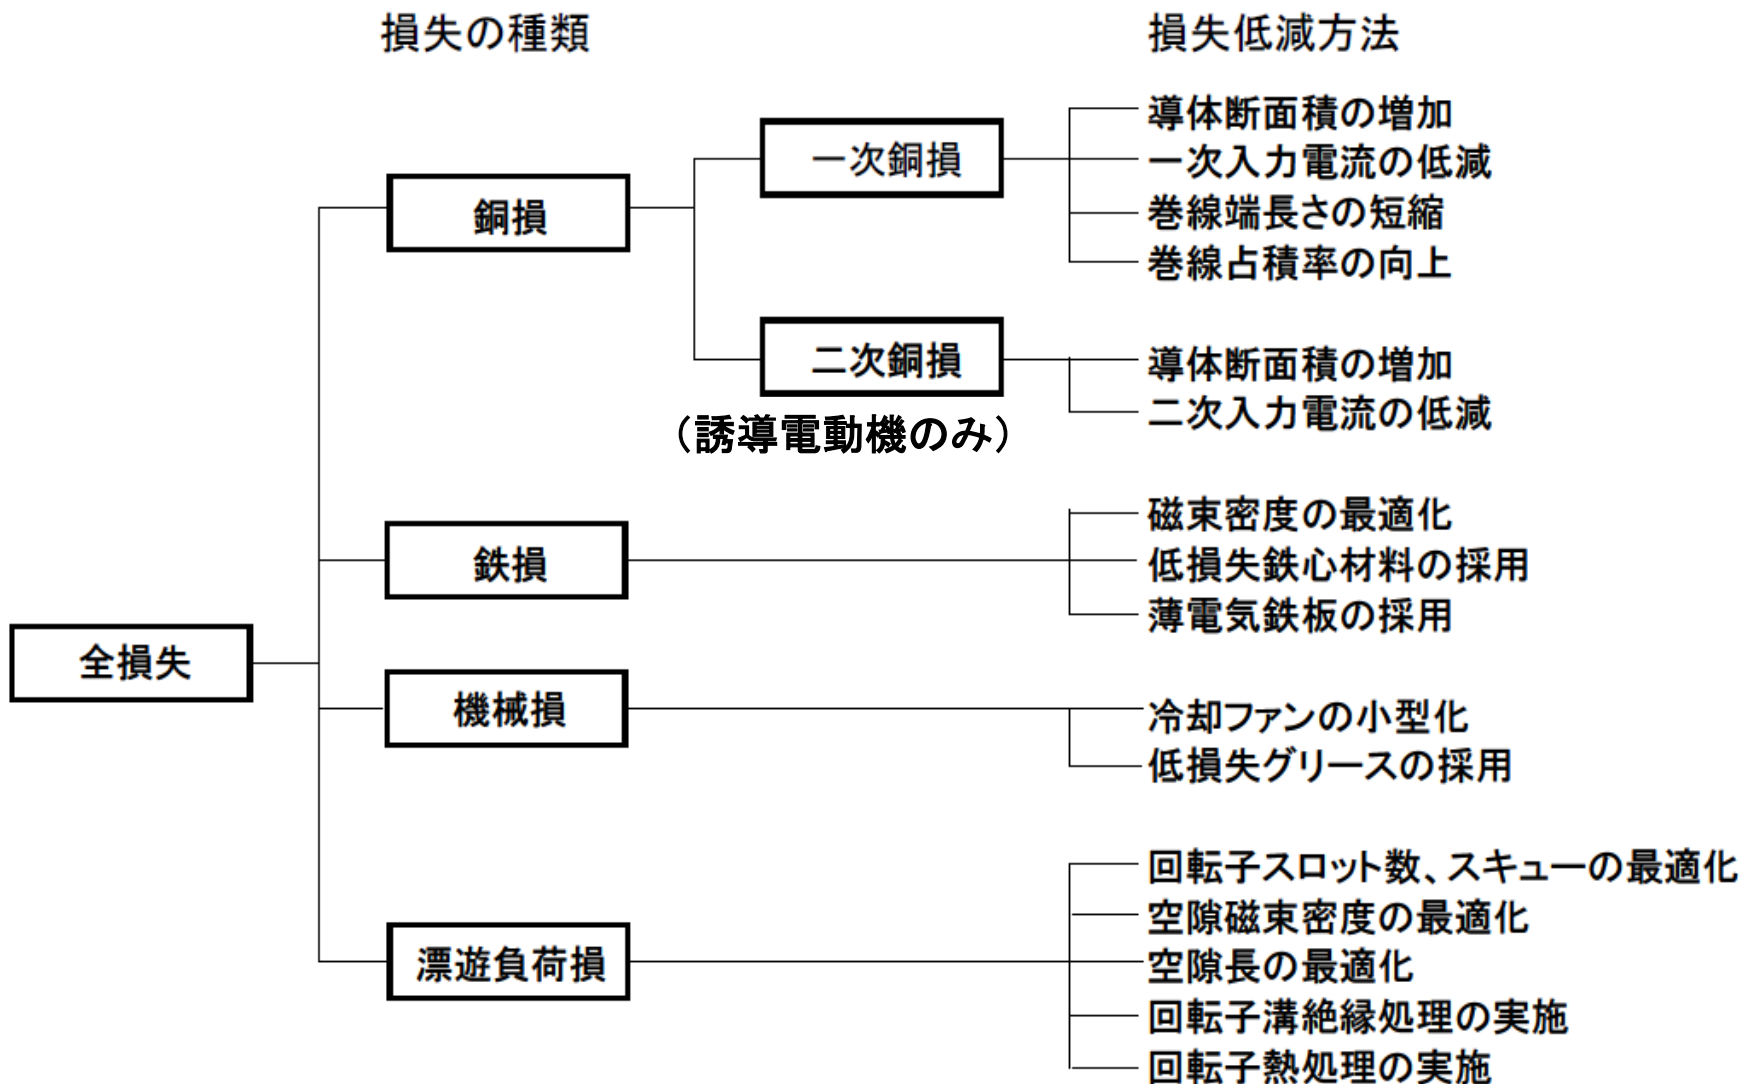 損失の種類
損失低減方法
全損失
銅損
一次銅損
導体断面積の増加
一次入力電流の低減
巻線端長さの短縮
巻線占積率の向上
二次銅損
(誘導電動機のみ)
導体断面積の増加
二次入力電流の低減
鉄損
磁束密度の最適化
低損失鉄心材料の採用
薄電気鉄板の採用
機械損
冷却ファンの小型化
低損失グリースの採用
漂遊負荷損
回転子スロット数、スキューの最適化
空隙磁束密度の最適化
空隙長の最適化
回転子溝絶縁処理の実施
回転子熱処理の実施